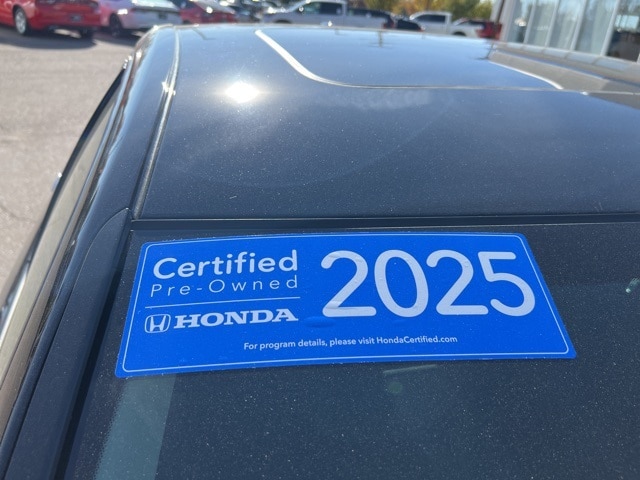 Certified
Pre-Owned
HONDA
2025
For program details, please visit HondaCertified.com